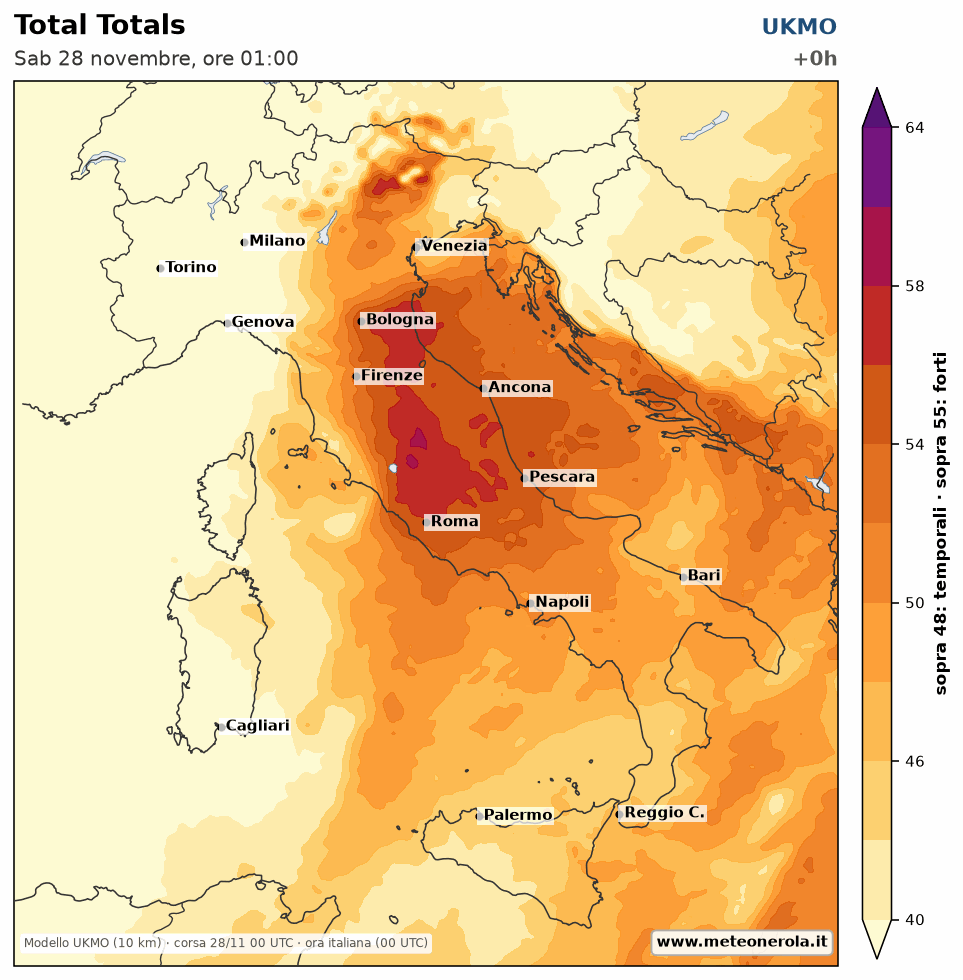 Total Totals
UKMO
Sab 28 novembre, ore 01:00
+0h
Milano
Venezia
Torino
Genova
Bologna
Firenze
Ancona
Pescara
Roma
Bari
Napoli
Cagliari
Palermo
Reggio C.
64
58
54
50
46
40
sopra 48: temporali · sopra 55: forti
Modello UKMO (10 km) · corsa 28/11 00 UTC · ora italiana (00 UTC)
www.meteonerola.it